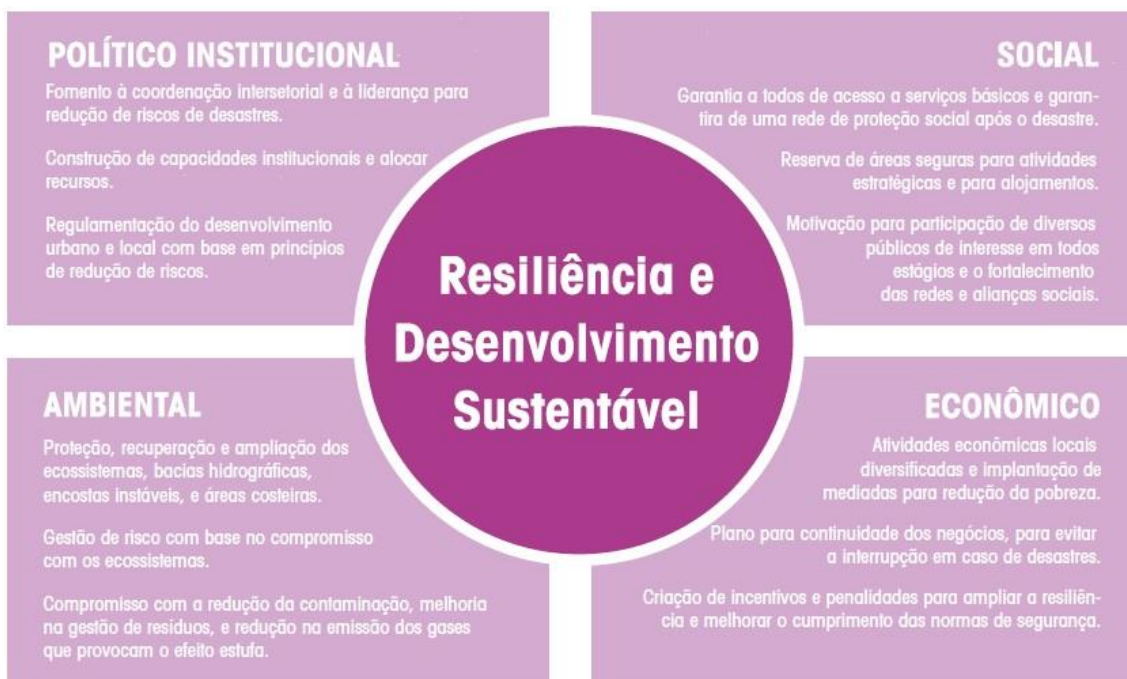 POLÍTICO INSTITUCIONAL
Fomento à coordenação intersetorial e à liderança para
redução de riscos de desastres.
Construção de capacidades institucionais e alocar
recursos.
Regulamentação do desenvolvimento
urbano e local com base em princípios
de redução de riscos.
SOCIAL
Garantia a todos de acesso a serviços básicos e garan-
tira de uma rede de proteção social após o desastre.
Reserva de áreas seguras para atividades
estratégicas e para alojamentos.
Motivação para participação de diversos
públicos de interesse em todos
estágios e o fortalecimento
das redes e alianças sociais.
Resiliência e
Desenvolvimento
Sustentável
AMBIENTAL
Proteção, recuperação e ampliação dos
ecossistemas, bacias hidrográficas,
encostas instáveis, e áreas costeiras.
Gestão de risco com base no compromisso
com os ecossistemas.
Compromisso com a redução da contaminação, melhoria
na gestão de resíduos, e redução na emissão dos gases
que provocam o efeito estufa.
ECONÔMICO
Atividades econômicas locais
diversificadas e implantação de
mediadas para redução da pobreza.
Plano para continuidade dos negócios, para evitar
a interrupção em caso de desastres.
Criação de incentivos e penalidades para ampliar a resiliên-
cia e melhorar o cumprimento das normas de segurança.